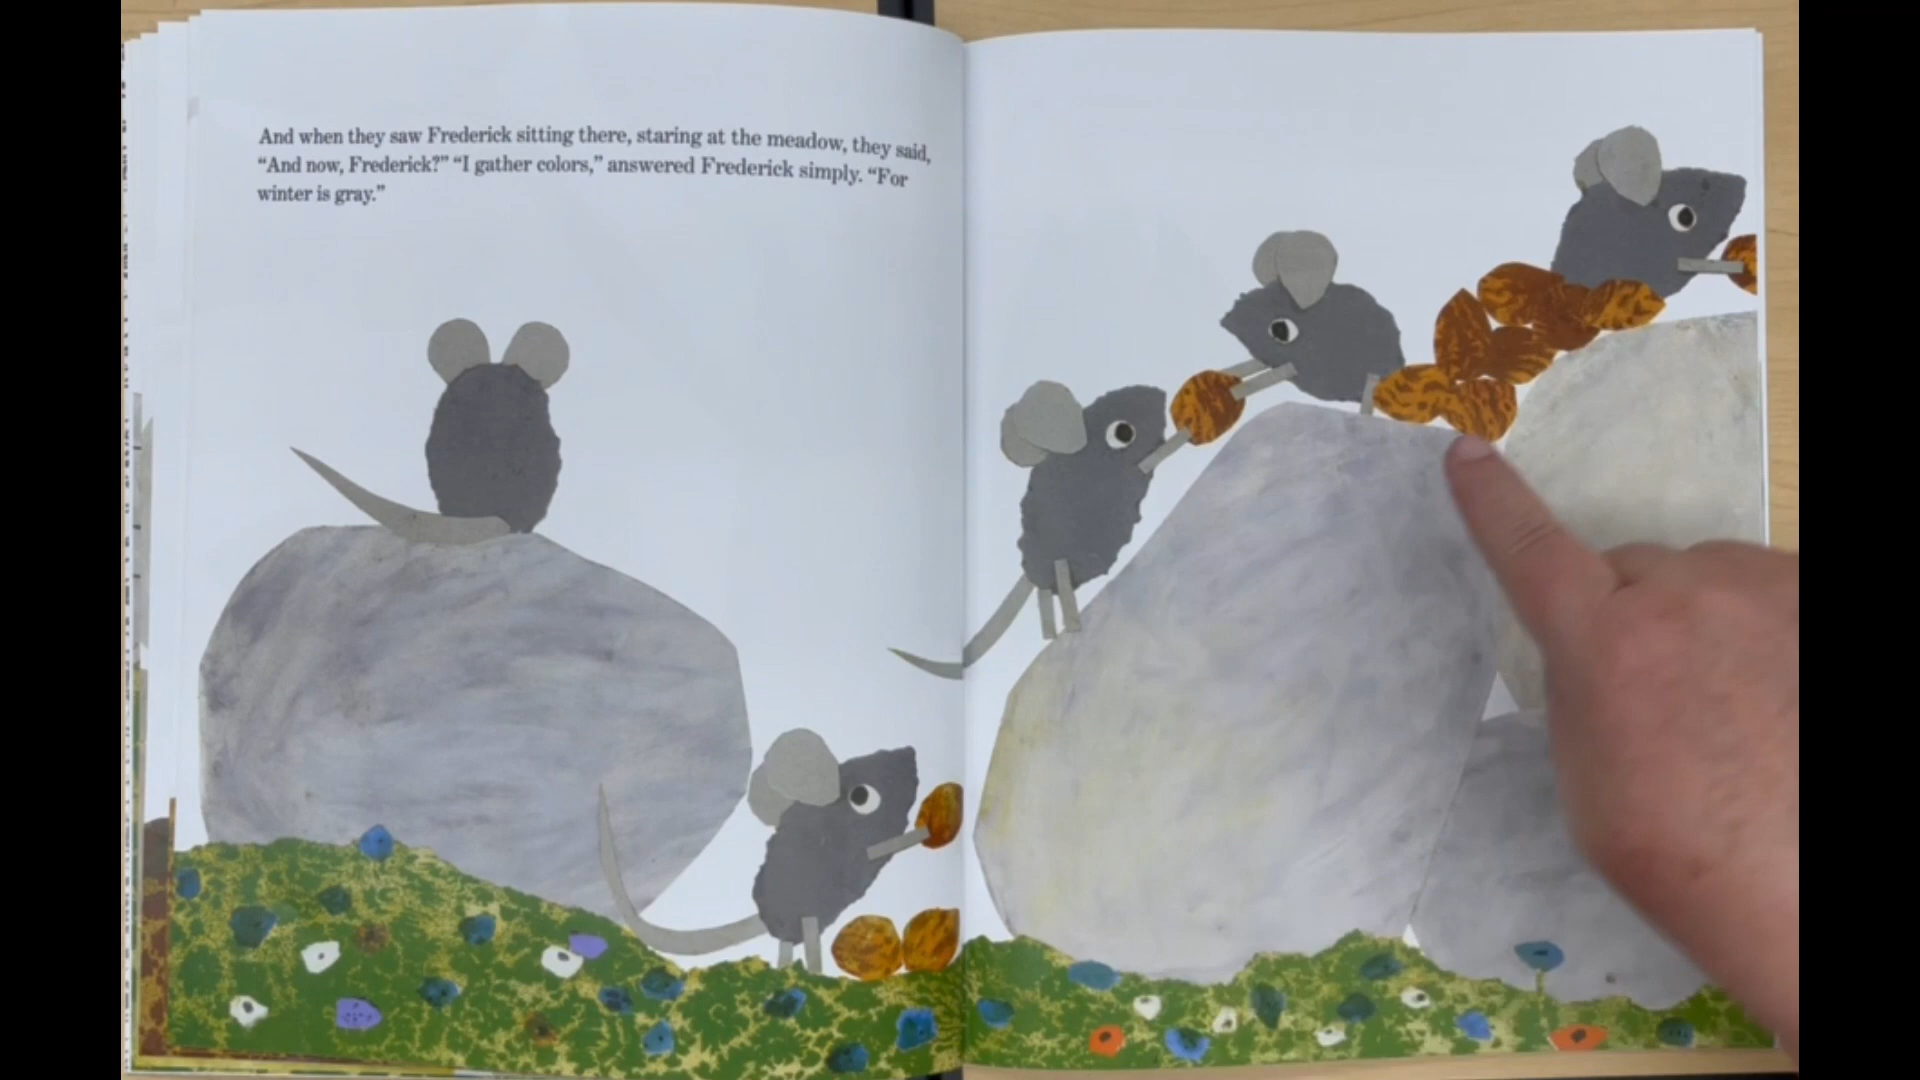 And when they saw Frederick sitting there, staring at the meadow, they said,
“And now, Frederick?” “I gather colors,” answered Frederick simply. “For
winter is gray.”